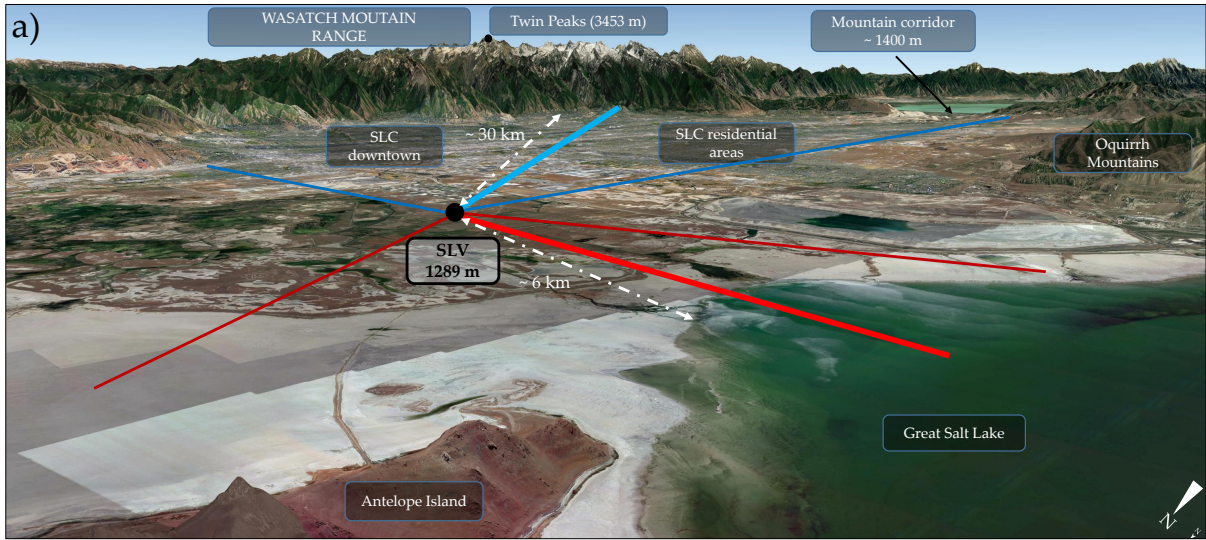 a)
WASATCH MOUTAIN
RANGE
Twin Peaks (3453 m)
Mountain corridor
~ 1400 m
~ 30 km
SLC
downtown
SLC residential
areas
Oquirrh
Mountains
SLV
1289 m
~ 6 km
Great Salt Lake
Antelope Island
N
N